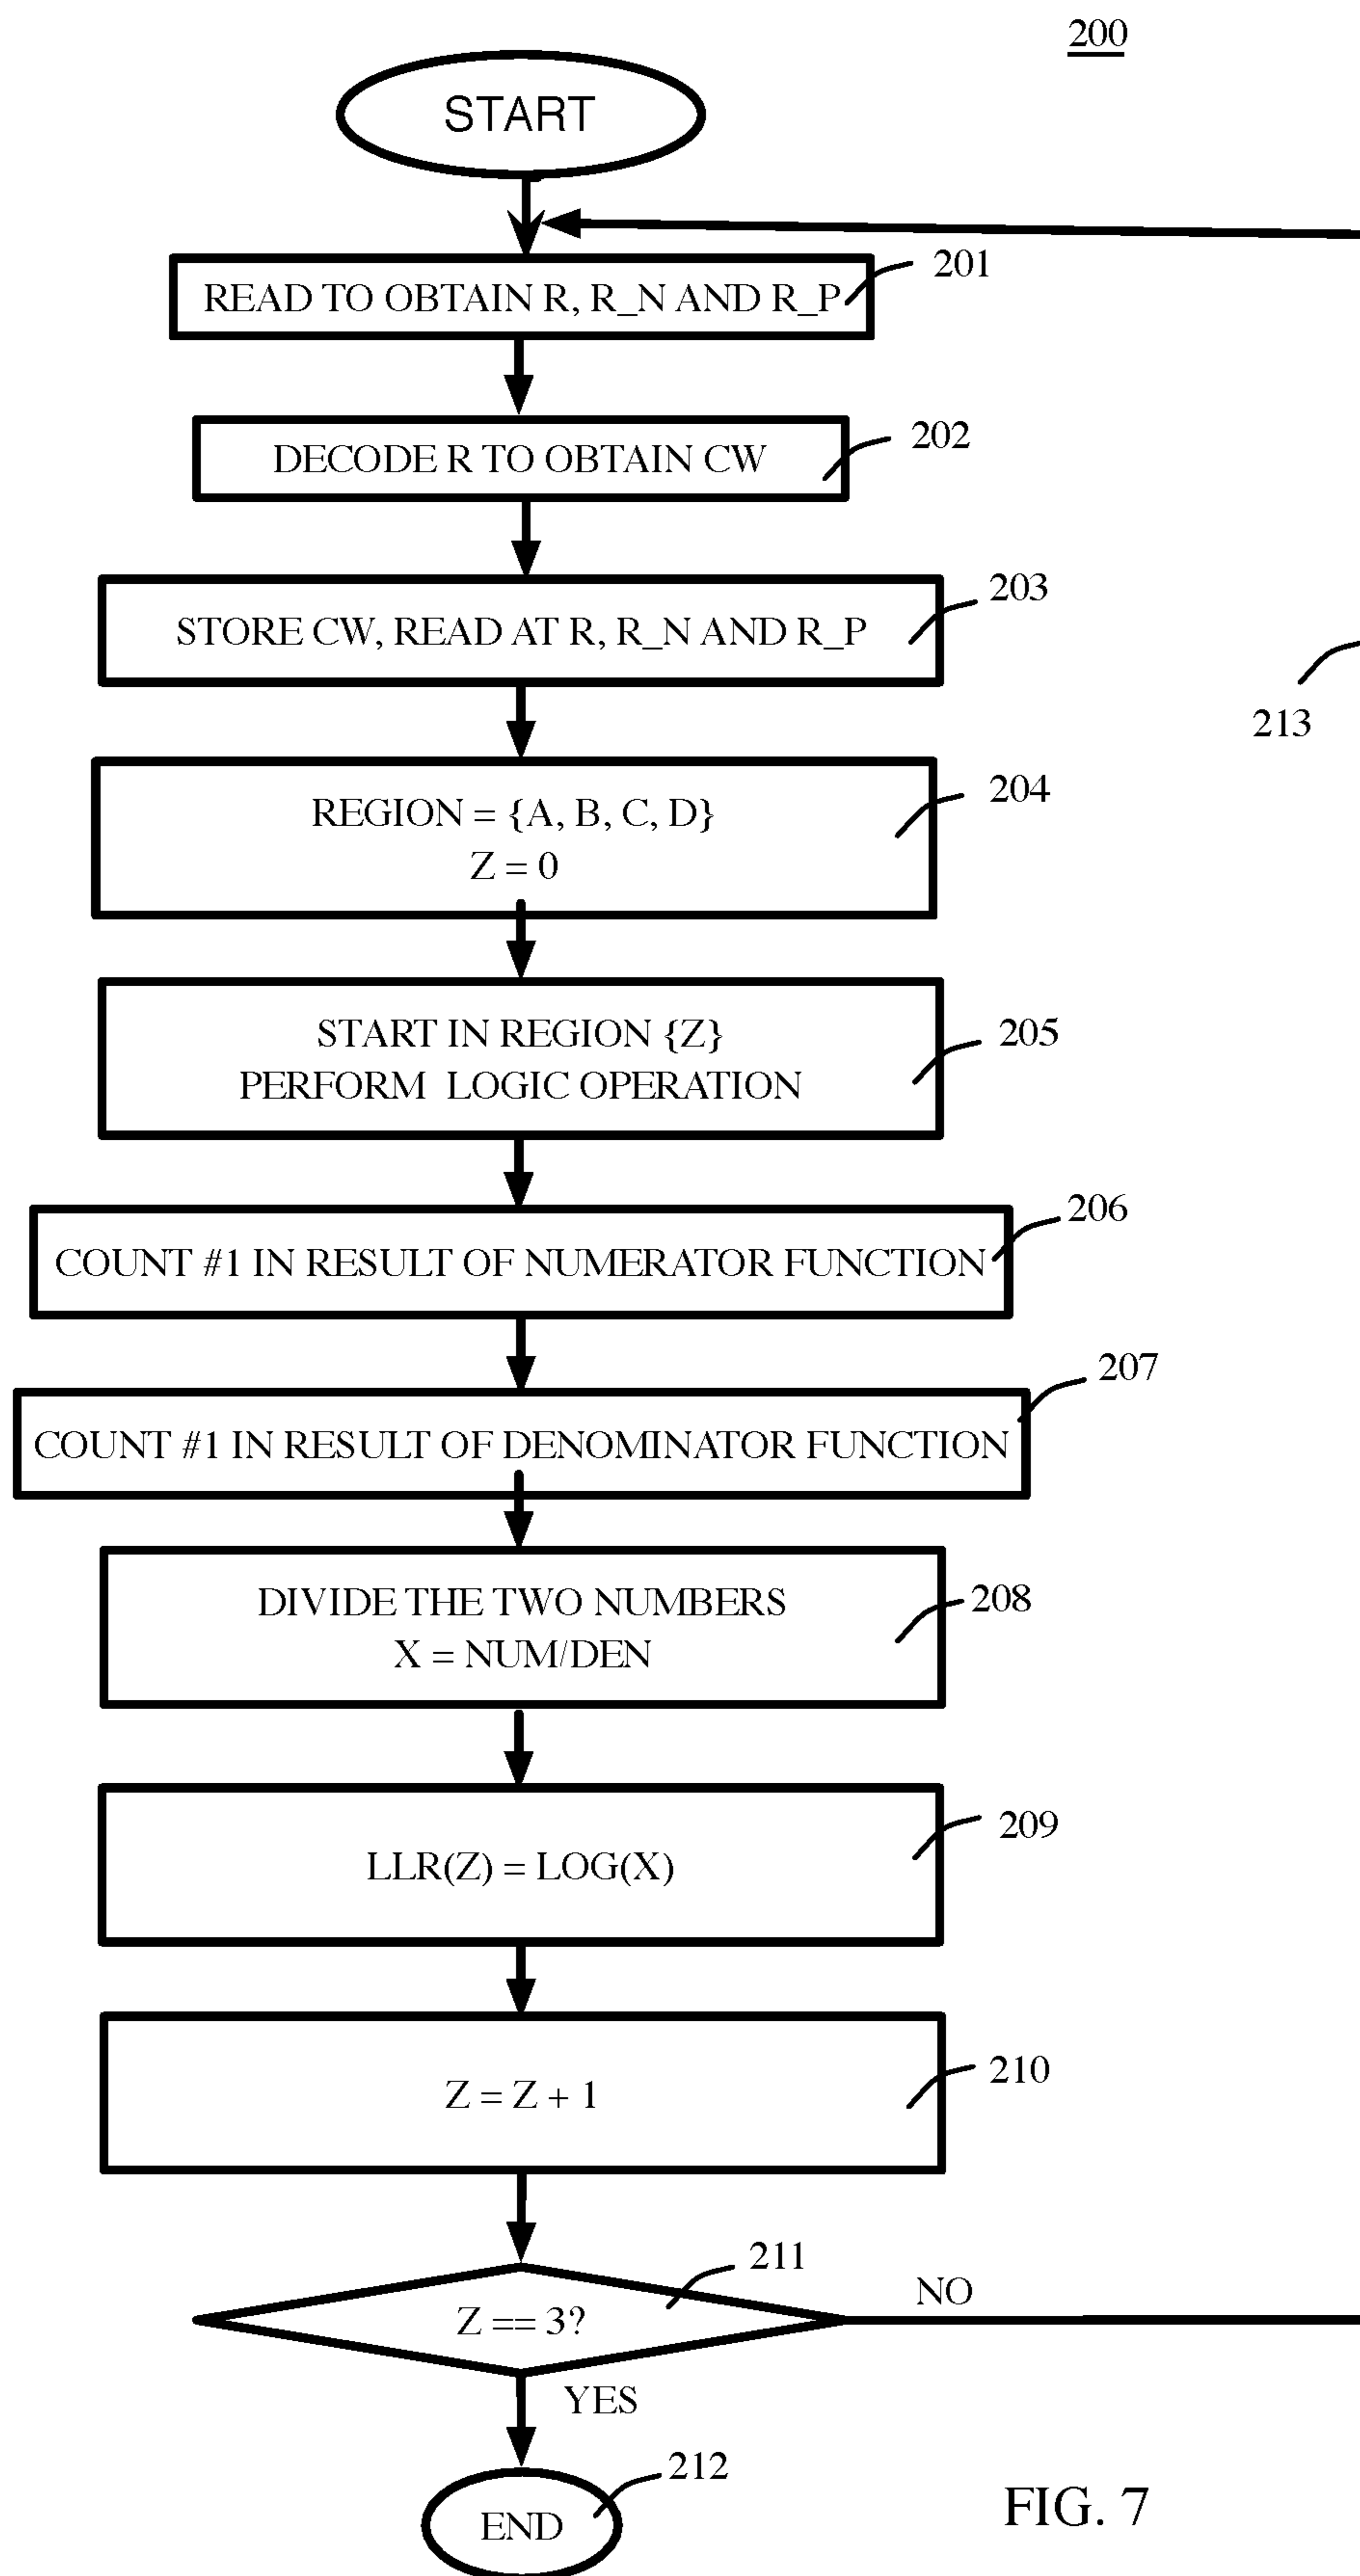 200
START
READ TO OBTAIN R, R_N AND R_P
201
DECODE R TO OBTAIN CW
202
STORE CW, READ AT R, R_N AND R_P
203
213
REGION = {A, B, C, D}
Z = 0
204
START IN REGION {Z}
PERFORM LOGIC OPERATION
205
COUNT #1 IN RESULT OF NUMERATOR FUNCTION
206
COUNT #1 IN RESULT OF DENOMINATOR FUNCTION
207
DIVIDE THE TWO NUMBERS
X = NUM/DEN
208
LLR(Z) = LOG(X)
209
Z = Z + 1
210
Z == 3?
211
NO
YES
END
212
FIG. 7